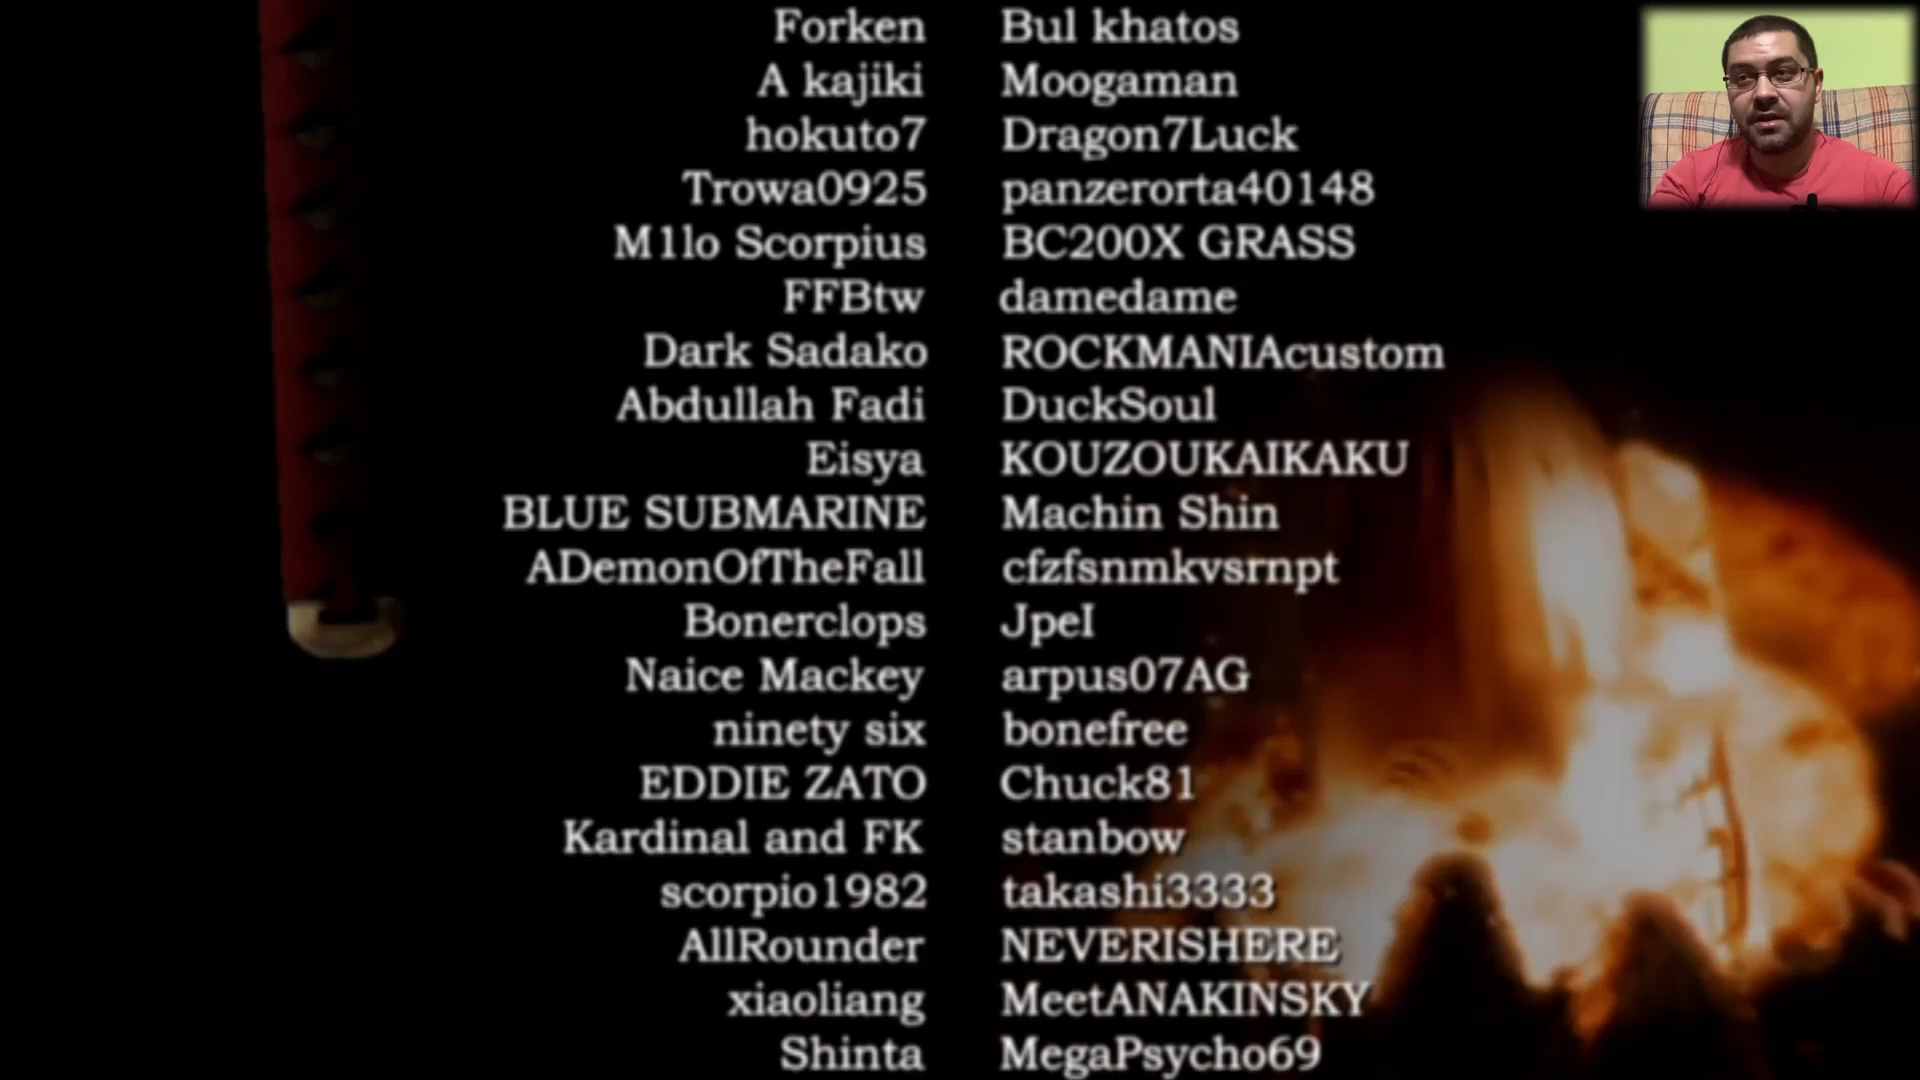 Forken Bul khatos
A kajiki Moogaman
hokuto7 Dragon7Luck
Trowa0925 panzerorta40148
M1lo Scorpius BC200X GRASS
FFBtw damedame
Dark Sadako ROCKMANIAcustom
Abdullah Fadi DuckSoul
Eisya KOUZOUKAIKAKU
BLUE SUBMARINE Machin Shin
ADemonOfTheFall cfzfsnmkvsrnpt
Bonerclops JpeI
Naice Mackey arpus07AG
ninety six bonefree
EDDIE ZATO Chuck81
Kardinal and FK stanbow
scorpio1982 takashi3333
AllRounder NEVERISHERE
xiaoliang MeetANAKINSKY
Shinta MegaPsycho69